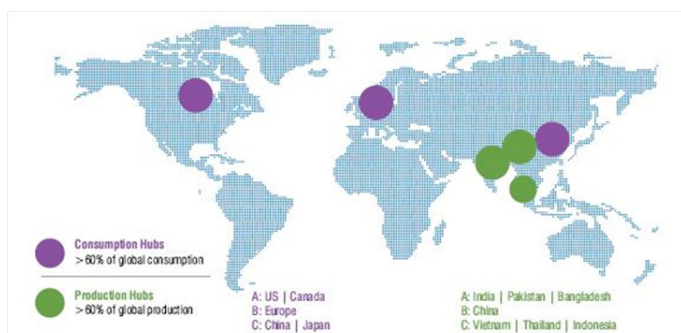 Consumption Hubs
>60% of global consumption
Production Hubs
>60% of global production
A: US | Canada
B: Europe
C: China | Japan
A: India | Pakistan | Bangladesh
B: China
C: Vietnam | Thailand | Indonesia